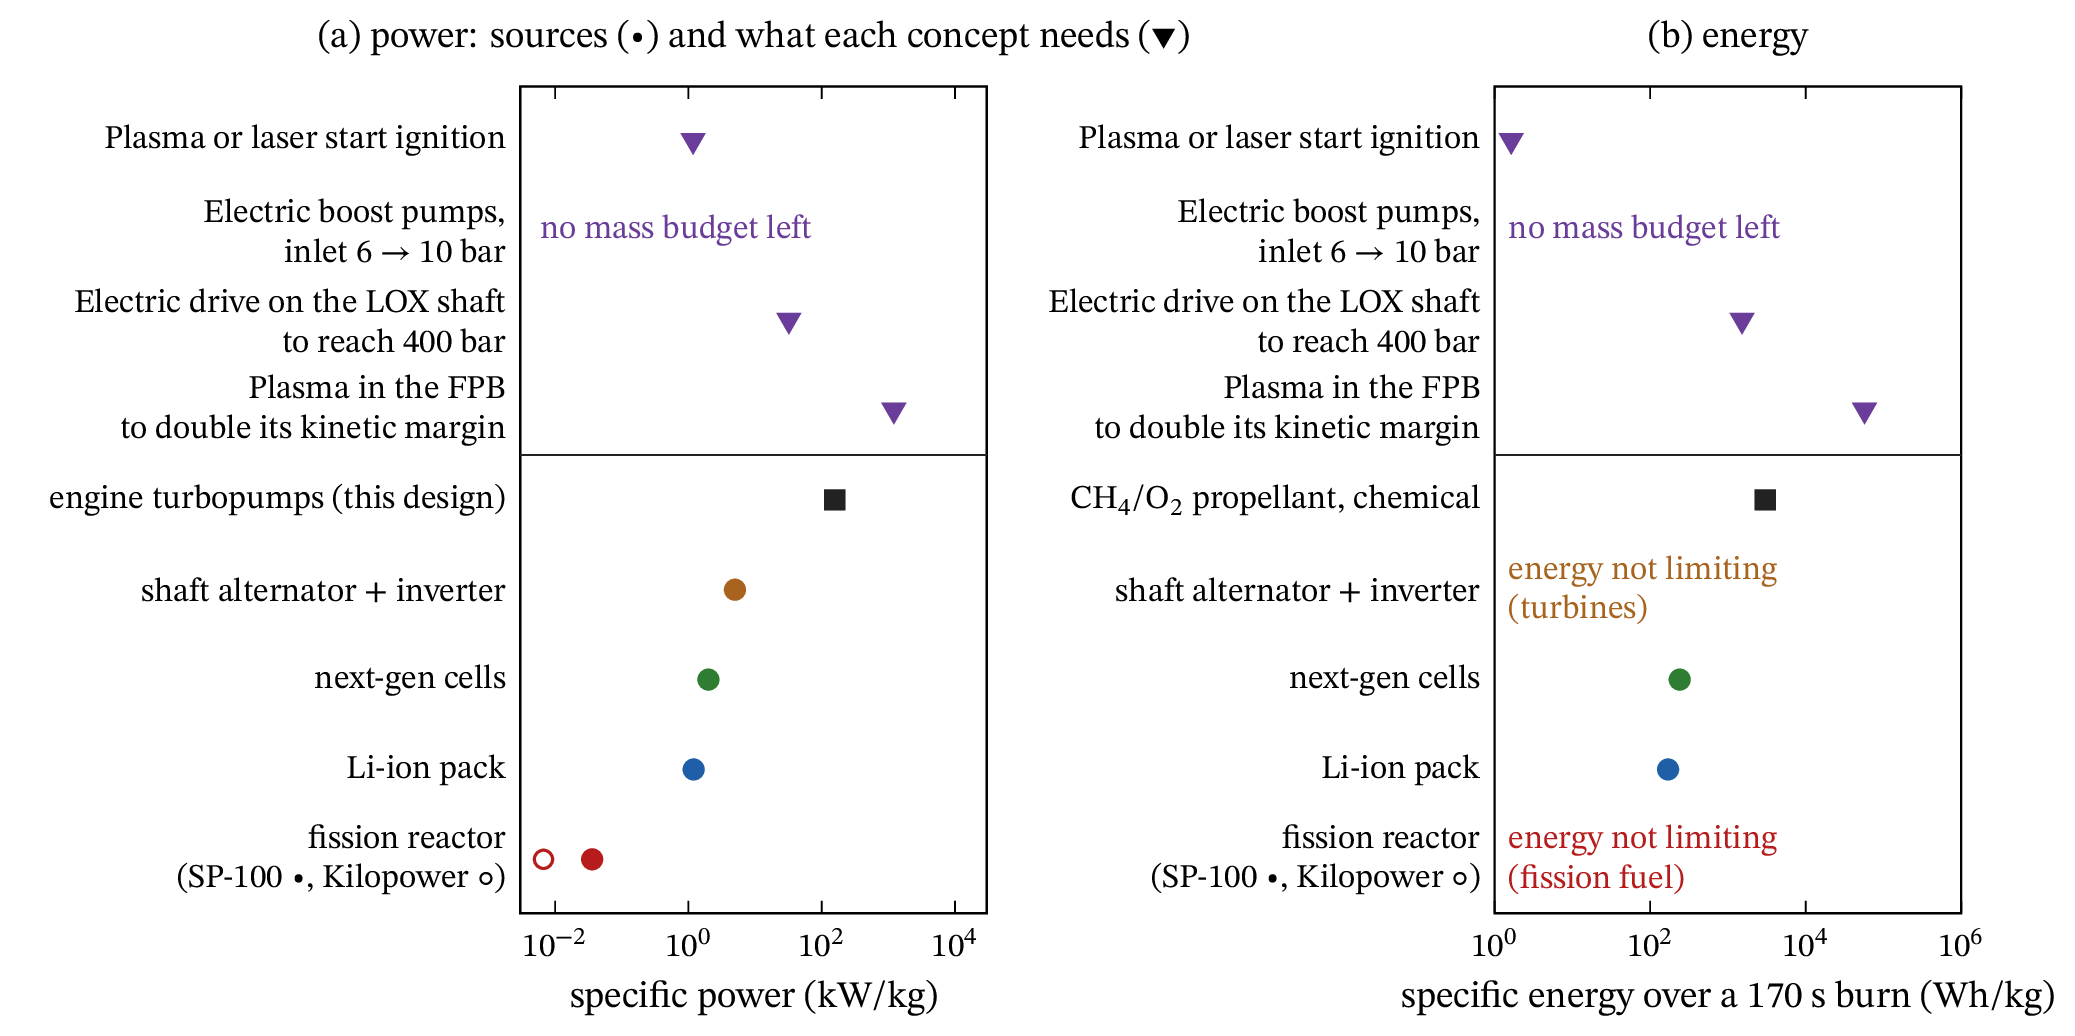 (a) power: sources (•) and what each concept needs (▼)
Plasma or laser start ignition
Electric boost pumps,
inlet 6 → 10 bar
no mass budget left
Electric drive on the LOX shaft
to reach 400 bar
Plasma in the FPB
to double its kinetic margin
engine turbopumps (this design)
shaft alternator + inverter
next-gen cells
Li-ion pack
fission reactor
(SP-100 •, Kilopower ∘)
10⁻² 10⁰ 10² 10⁴
specific power (kW/kg)
(b) energy
Plasma or laser start ignition
Electric boost pumps,
inlet 6 → 10 bar
no mass budget left
Electric drive on the LOX shaft
to reach 400 bar
Plasma in the FPB
to double its kinetic margin
CH₄/O₂ propellant, chemical
shaft alternator + inverter
energy not limiting
(turbines)
next-gen cells
Li-ion pack
fission reactor
(SP-100 •, Kilopower ∘)
energy not limiting
(fission fuel)
10⁰ 10² 10⁴ 10⁶
specific energy over a 170 s burn (Wh/kg)